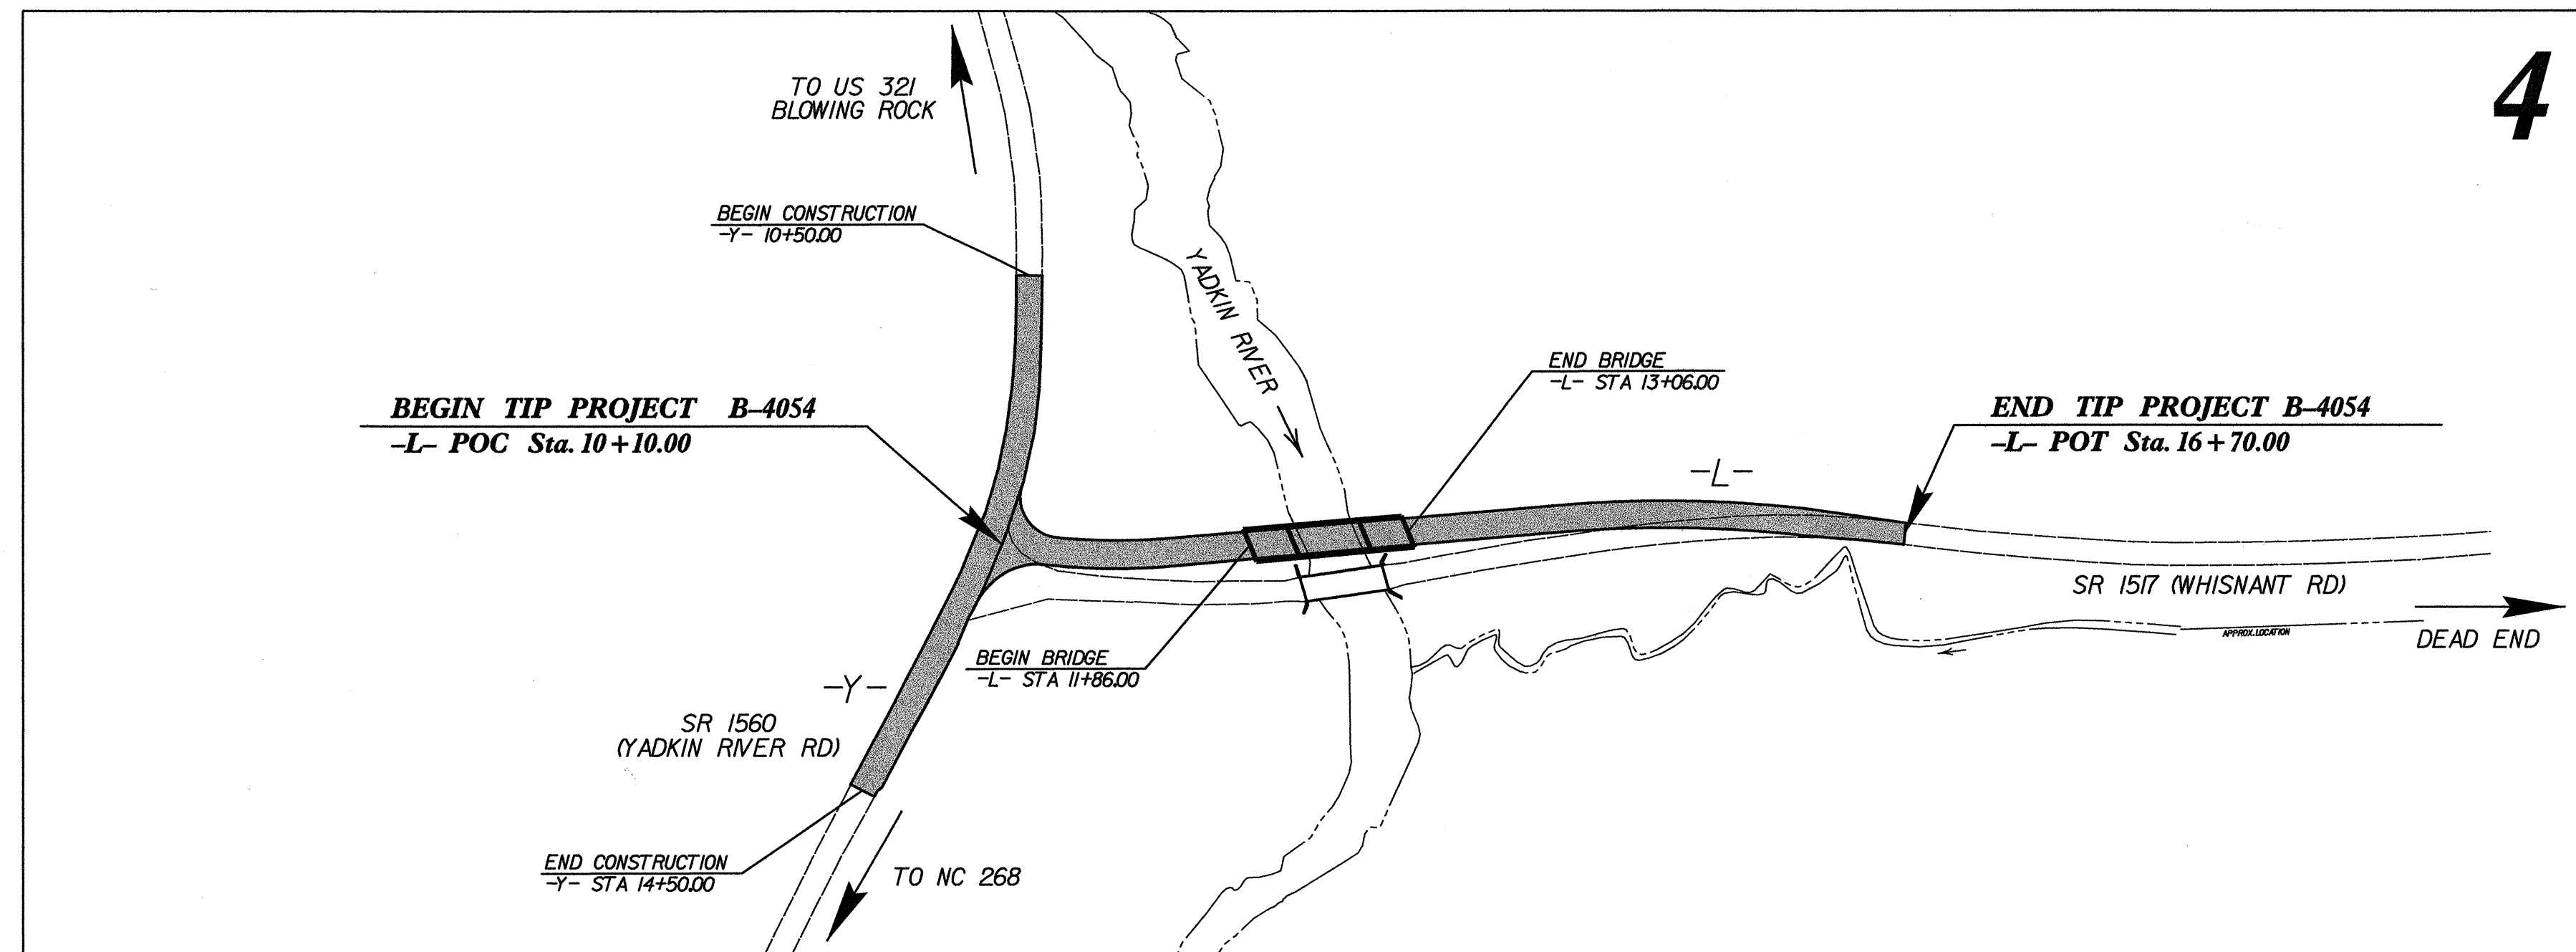 4
TO US 321
BLOWING ROCK
BEGIN CONSTRUCTION
-Y- 10+50.00
YADKIN RIVER
END BRIDGE
-L- STA 13+06.00
BEGIN TIP PROJECT B-4054
-L- POC Sta. 10+10.00
END TIP PROJECT B-4054
-L- POT Sta. 16+70.00
-L-
SR 1517 (WHISNANT RD)
APPROX. LOCATION
DEAD END
BEGIN BRIDGE
-L- STA 11+86.00
-Y-
SR 1560
(YADKIN RIVER RD)
END CONSTRUCTION
-Y- STA 14+50.00
TO NC 268